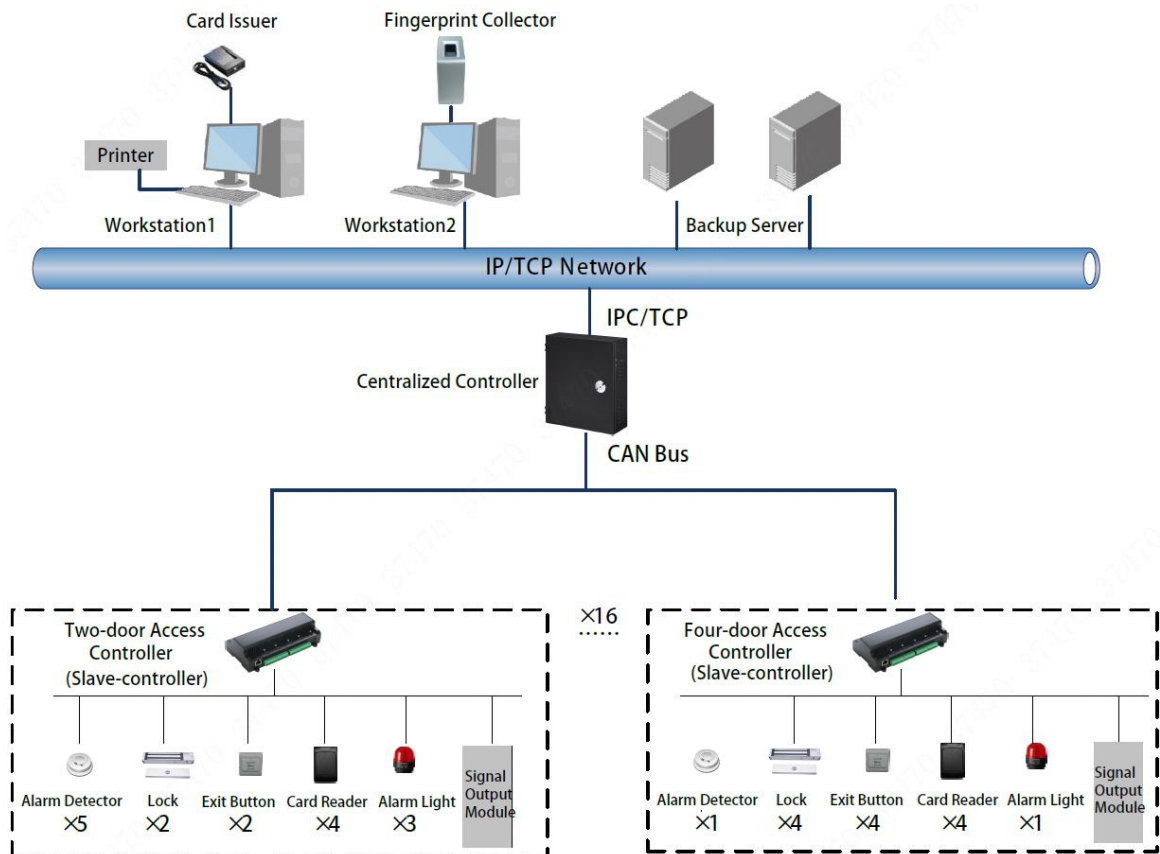 Card Issuer
Fingerprint Collector
Printer
Workstation1
Workstation2
Backup Server
IP/TCP Network
IPC/TCP
Centralized Controller
CAN Bus
×16
Two-door Access
Controller
(Slave-controller)
Alarm Detector
×5
Lock
×2
Exit Button
×2
Card Reader
×4
Alarm Light
×3
Signal
Output
Module
Four-door Access
Controller
(Slave-controller)
Alarm Detector
×1
Lock
×4
Exit Button
×4
Card Reader
×4
Alarm Light
×1
Signal
Output
Module